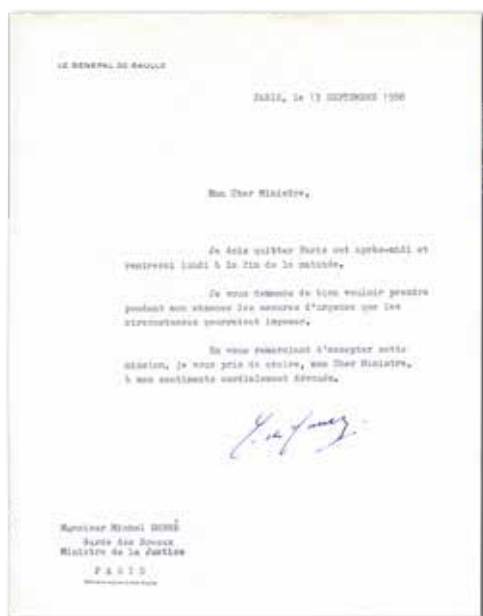 LE GÉNÉRAL DE GAULLE
PARIS, le 13 SEPTEMBRE 1958
Mon Cher Ministre,
Je dois quitter Paris cet après-midi et
rentrerai lundi à la fin de la matinée.
Je vous demande de bien vouloir prendre
pendant mon absence les mesures d'urgence que les
circonstances pourraient imposer.
En vous remerciant d'accepter cette
mission, je vous prie de croire, mon Cher Ministre,
à mes sentiments cordialement dévoués.
Monsieur Michel DEBRÉ
Garde des Sceaux
Ministre de la Justice
PARIS